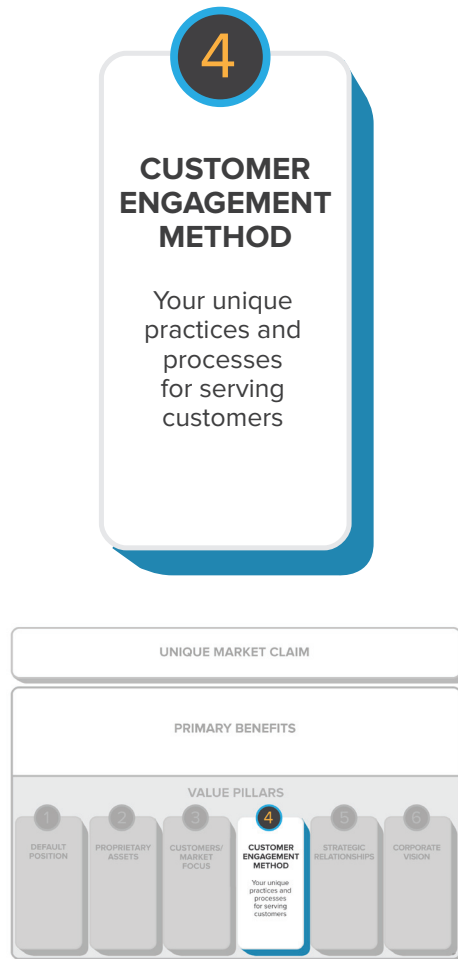 4
CUSTOMER
ENGAGEMENT
METHOD
Your unique
practices and
processes
for serving
customers
UNIQUE MARKET CLAIM
PRIMARY BENEFITS
VALUE PILLARS
1
DEFAULT
POSITION
2
PROPRIETARY
ASSETS
3
CUSTOMERS/
MARKET
FOCUS
4
CUSTOMER
ENGAGEMENT
METHOD
Your unique
practices and
processes
for serving
customers
5
STRATEGIC
RELATIONSHIPS
6
CORPORATE
VISION